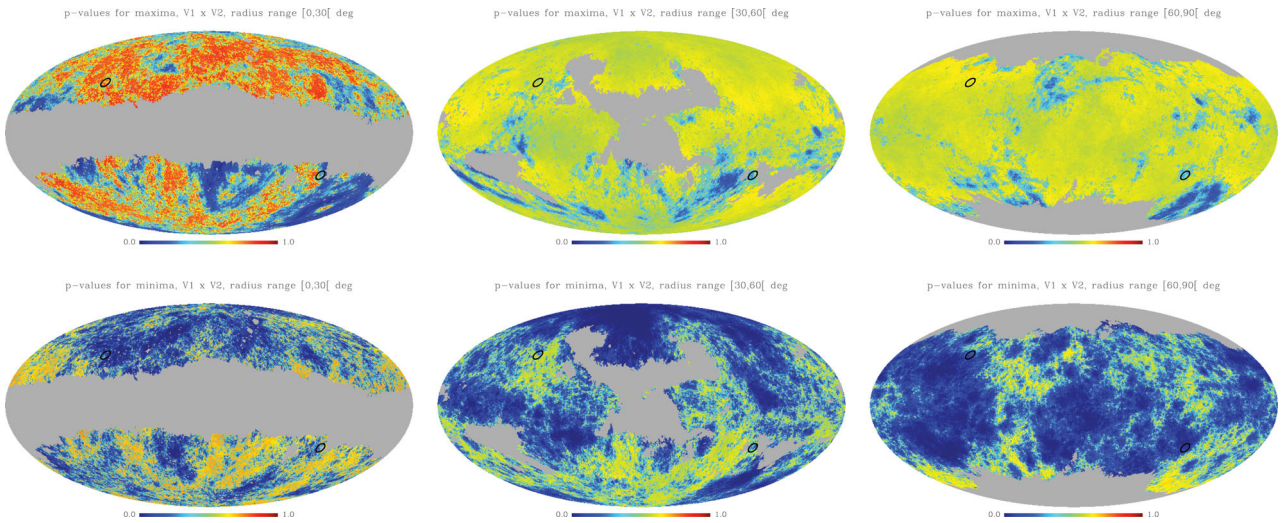 p-values for maxima, V1 x V2, radius range [0,30[ deg
p-values for maxima, V1 x V2, radius range [30,60[ deg
p-values for maxima, V1 x V2, radius range [60,90[ deg
0.0 1.0
0.0 1.0
0.0 1.0
p-values for minima, V1 x V2, radius range [0,30[ deg
p-values for minima, V1 x V2, radius range [30,60[ deg
p-values for minima, V1 x V2, radius range [60,90[ deg
0.0 1.0
0.0 1.0
0.0 1.0